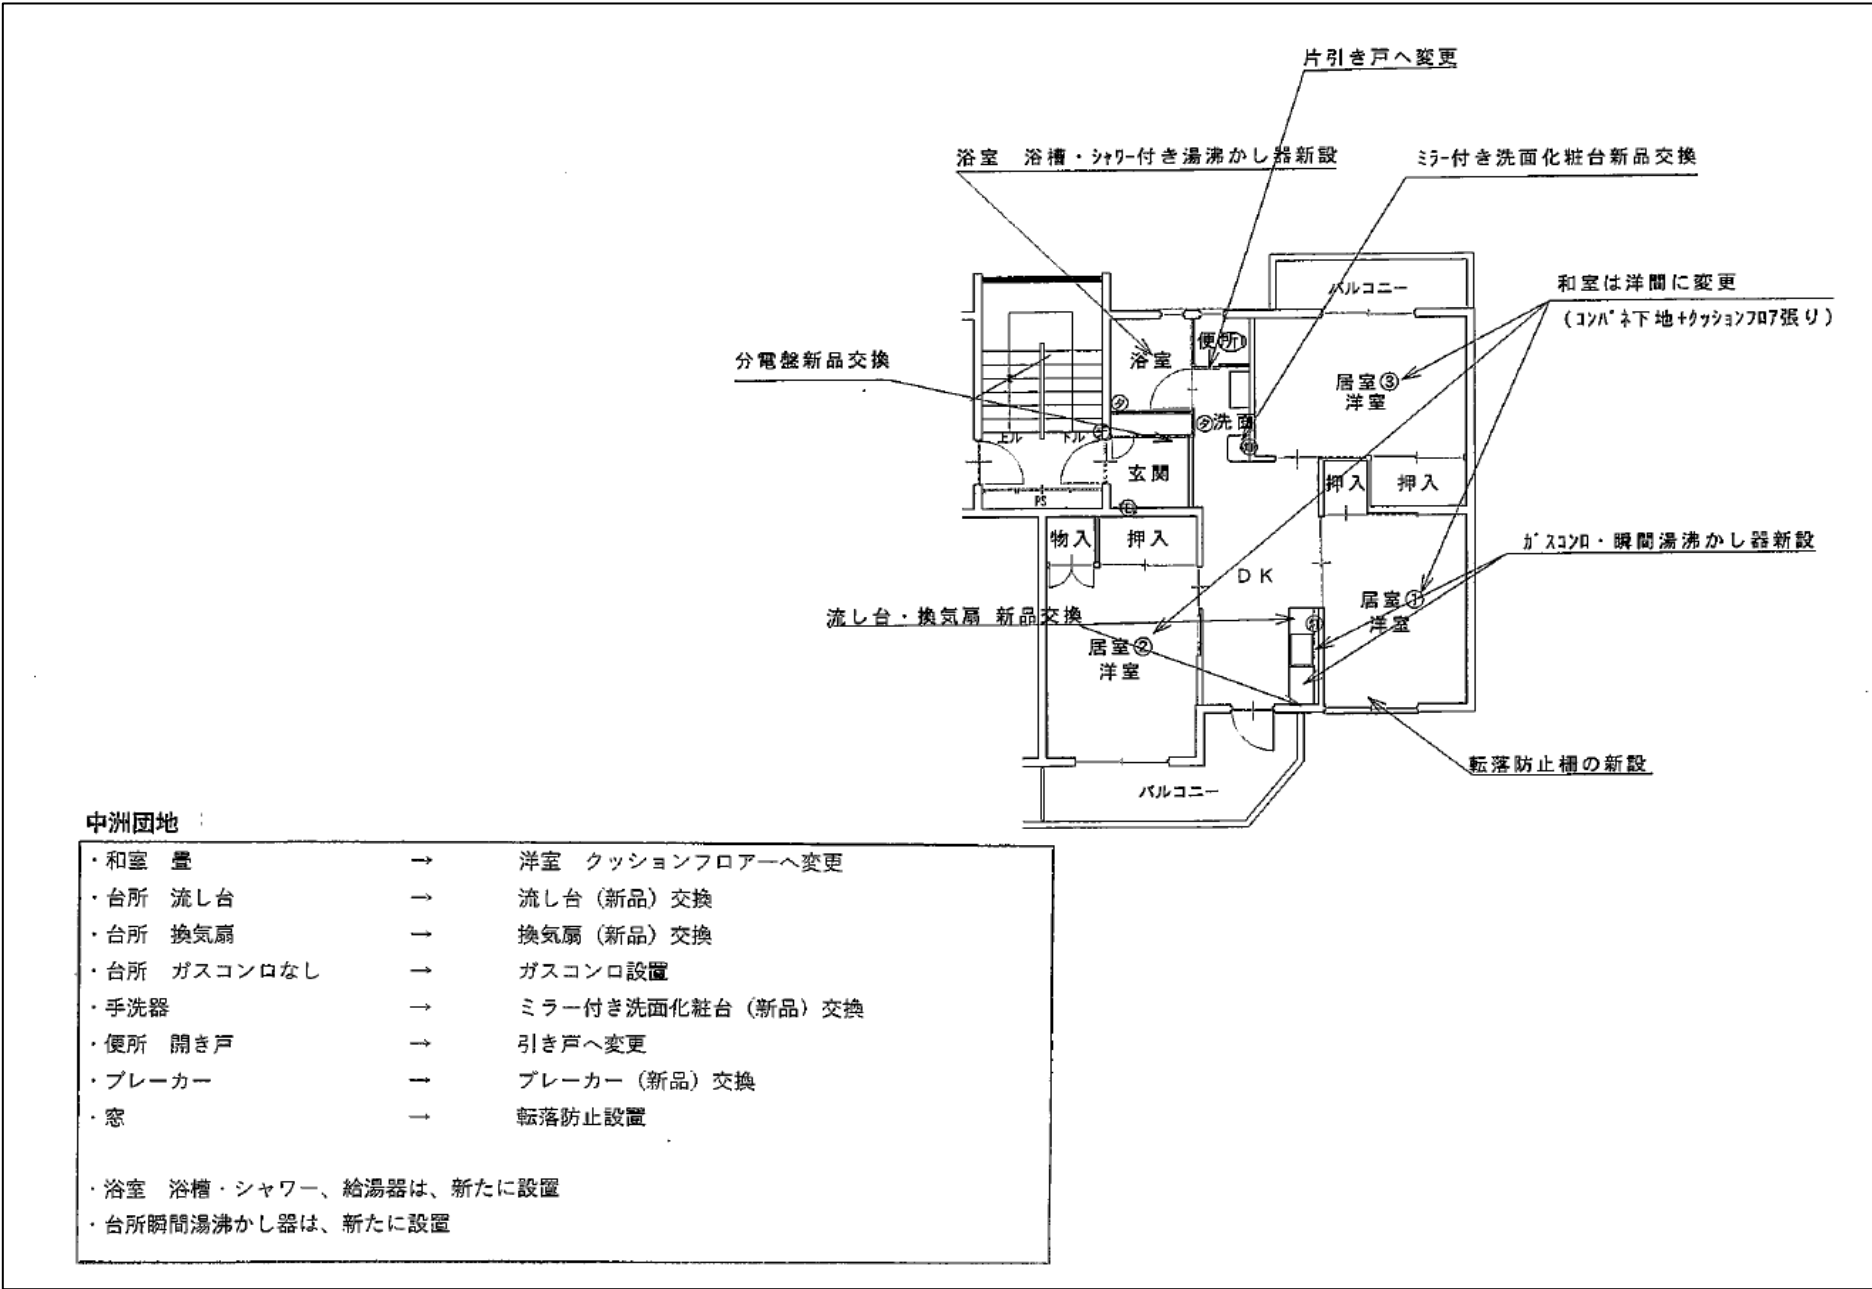 片引き戸へ変更
浴室　浴槽・シャワー付き湯沸かし器新設
ミラー付き洗面化粧台新品交換
和室は洋間に変更
（コンパネ下地+クッションフロア張り）
バルコニー
分電盤新品交換
浴室
便所
居室③
洋室
タ
タ洗面
上ル
下ル
玄関
押入
押入
PS
物入
押入
ガスコンロ・瞬間湯沸かし器新設
DK
居室①
洋室
流し台・換気扇 新品交換
居室②
洋室
転落防止柵の新設
バルコニー
中洲団地
・和室　畳　→　洋室　クッションフロアーへ変更
・台所　流し台　→　流し台（新品）交換
・台所　換気扇　→　換気扇（新品）交換
・台所　ガスコンロなし　→　ガスコンロ設置
・手洗器　→　ミラー付き洗面化粧台（新品）交換
・便所　開き戸　→　引き戸へ変更
・ブレーカー　→　ブレーカー（新品）交換
・窓　→　転落防止設置
・浴室　浴槽・シャワー、給湯器は、新たに設置
・台所瞬間湯沸かし器は、新たに設置